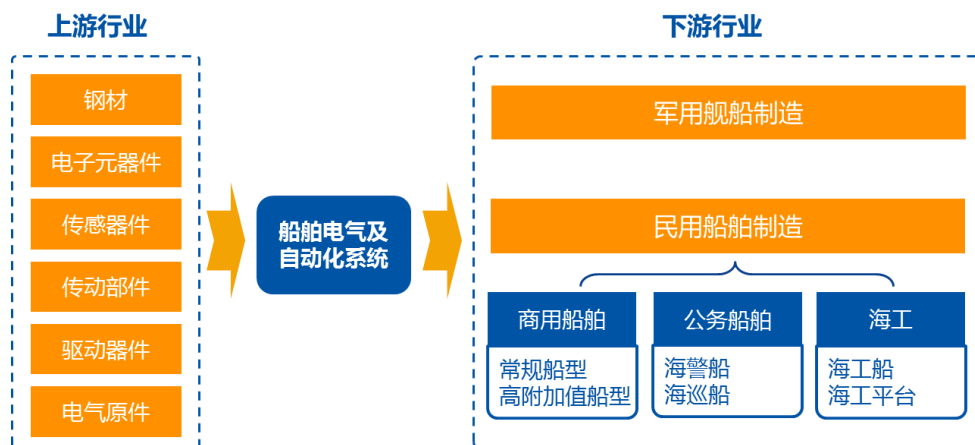 上游行业
钢材
电子元器件
传感器件
传动部件
驱动器件
电气原件
船舶电气及
自动化系统
下游行业
军用舰船制造
民用船舶制造
商用船舶
常规船型
高附加值船型
公务船舶
海警船
海巡船
海工
海工船
海工平台